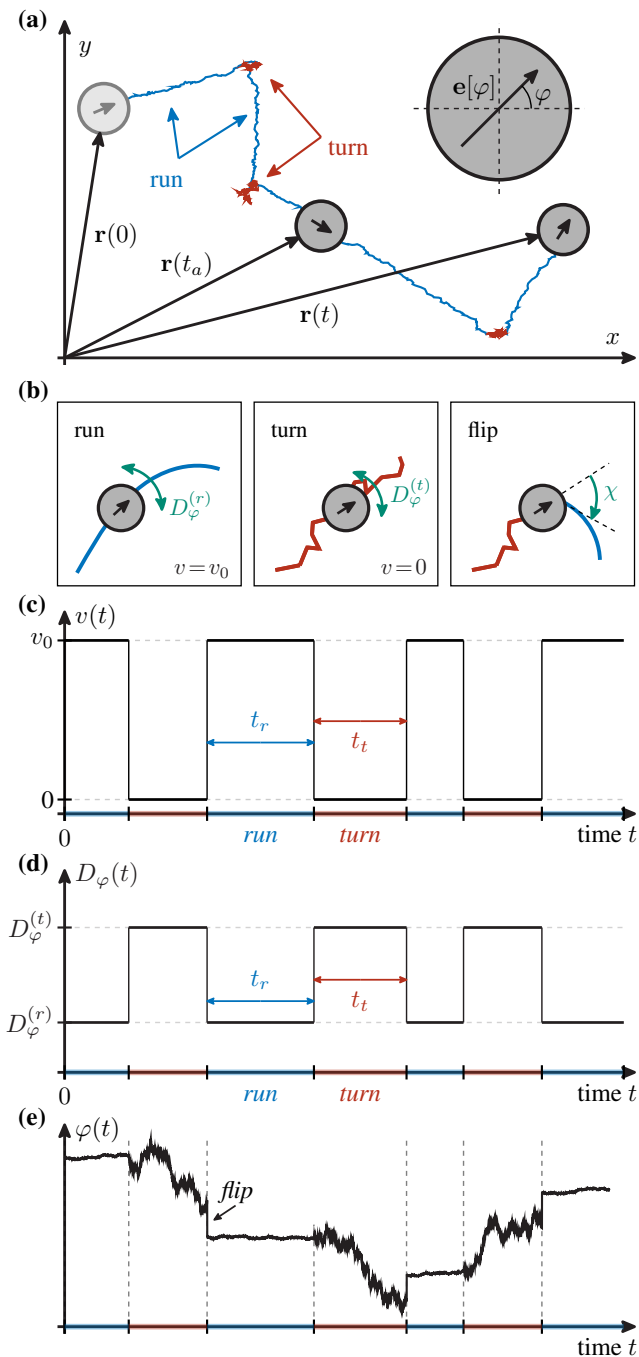 (a)
y
e[φ]
φ
run
turn
r(0)
r(t_a)
r(t)
x
(b)
run
turn
flip
D_φ^(r)
D_φ^(t)
χ
v = v_0
v = 0
(c)
v(t)
v_0
t_r
t_t
0
0
run
turn
time t
(d)
D_φ(t)
D_φ^(t)
t_r
t_t
D_φ^(r)
0
run
turn
time t
(e)
φ(t)
flip
time t